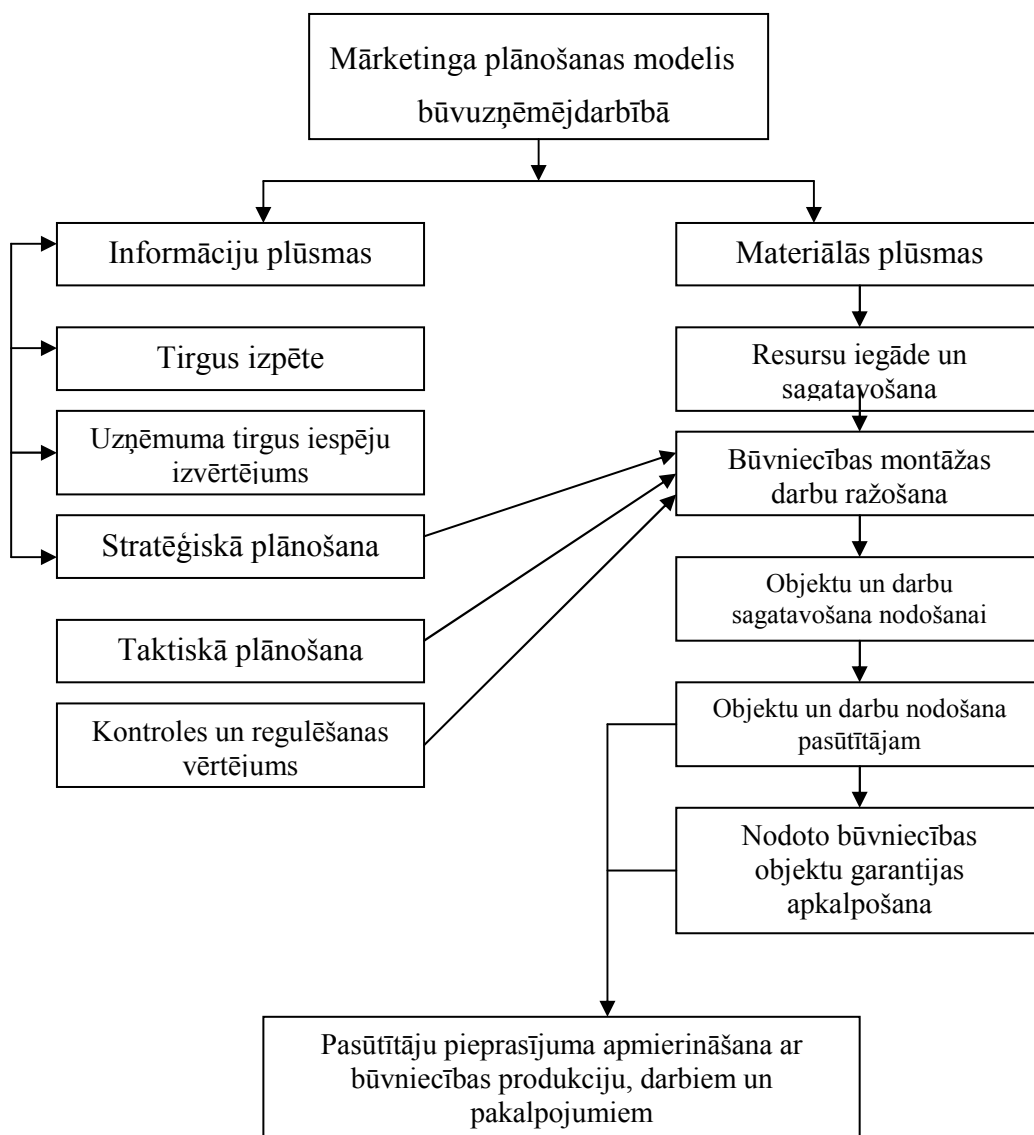 Mārketinga plānošanas modelis
būvuzņēmējdarbībā
Informāciju plūsmas
Tirgus izpēte
Uzņēmuma tirgus iespēju
izvērtējums
Stratēģiskā plānošana
Taktiskā plānošana
Kontroles un regulēšanas
vērtējums
Materiālās plūsmas
Resursu iegāde un
sagatavošana
Būvniecības montāžas
darbu ražošana
Objektu un darbu
sagatavošana nodošanai
Objektu un darbu nodošana
pasūtītājam
Nodoto būvniecības
objektu garantijas
apkalpošana
Pasūtītāju pieprasījuma apmierināšana ar
būvniecības produkciju, darbiem un
pakalpojumiem